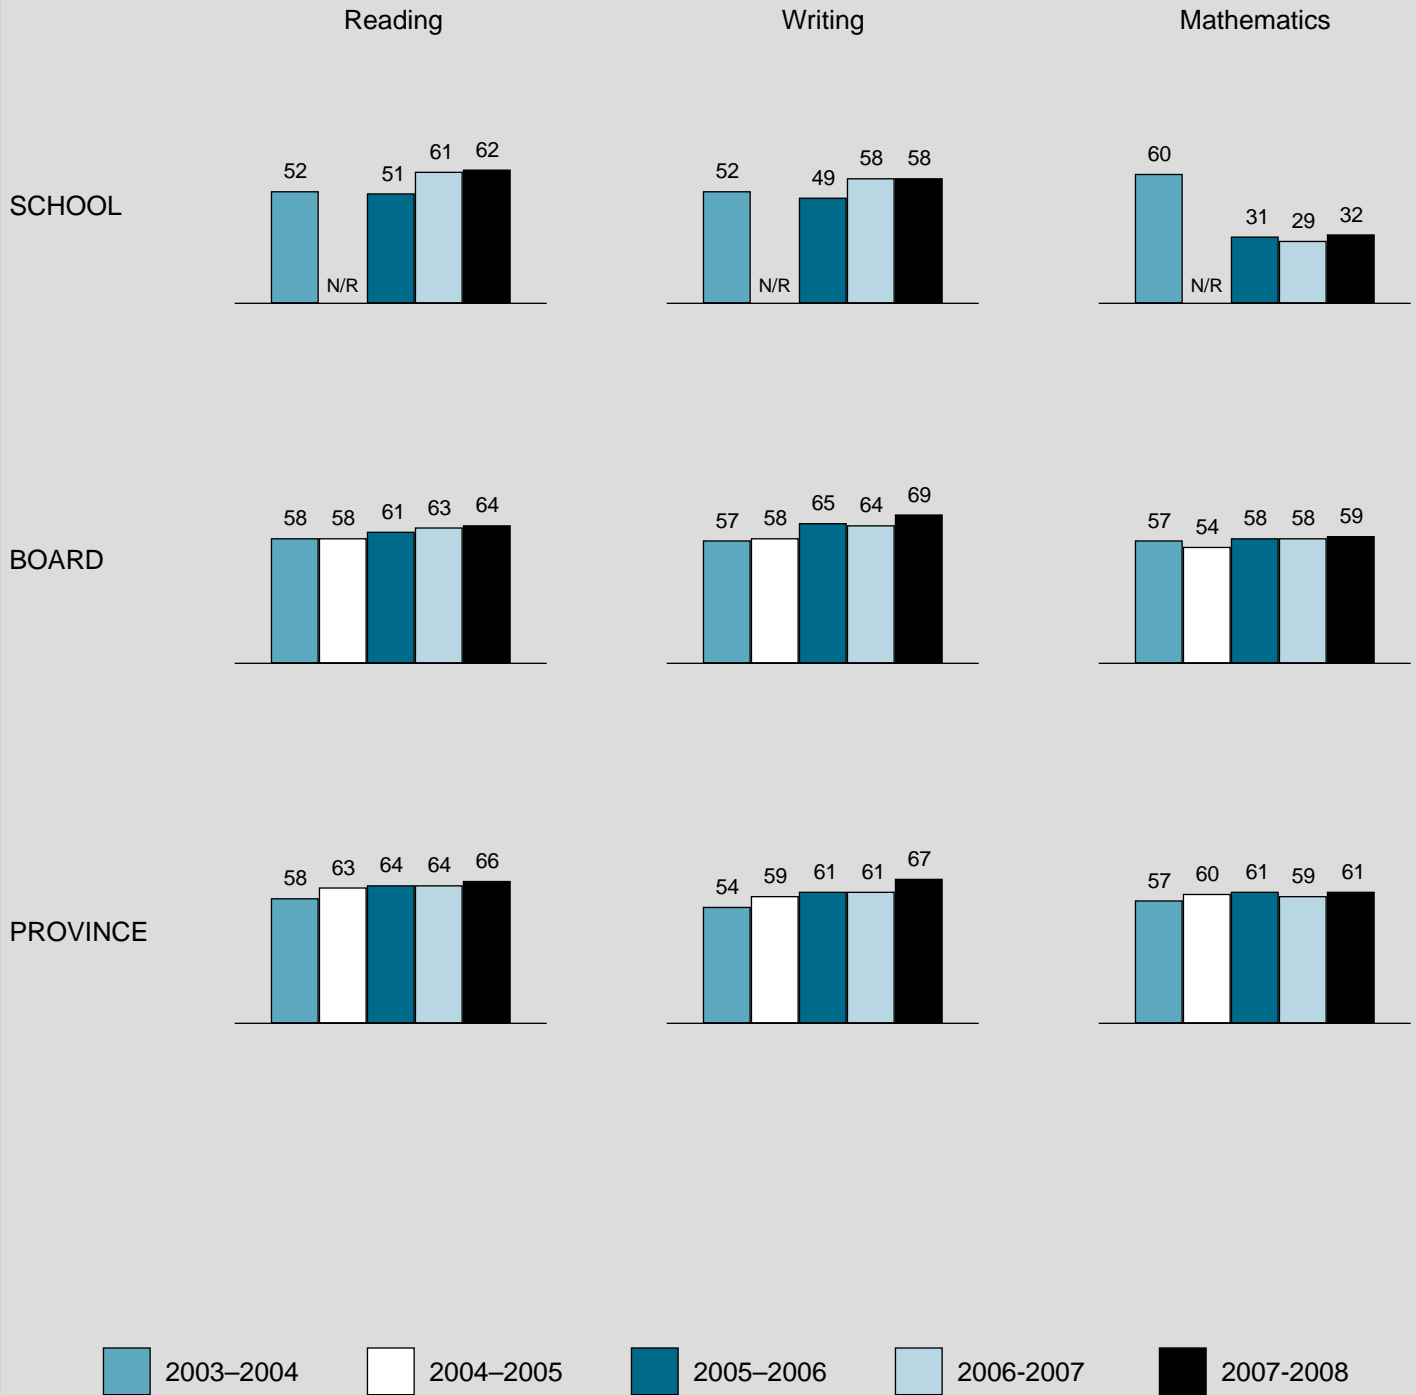 Reading Writing Mathematics
SCHOOL
52 N/R 51 61 62
52 N/R 49 58 58
60 N/R 31 29 32
BOARD
58 58 61 63 64
57 58 65 64 69
57 54 58 58 59
PROVINCE
58 63 64 64 66
54 59 61 61 67
57 60 61 59 61
2003–2004 2004–2005 2005–2006 2006-2007 2007-2008